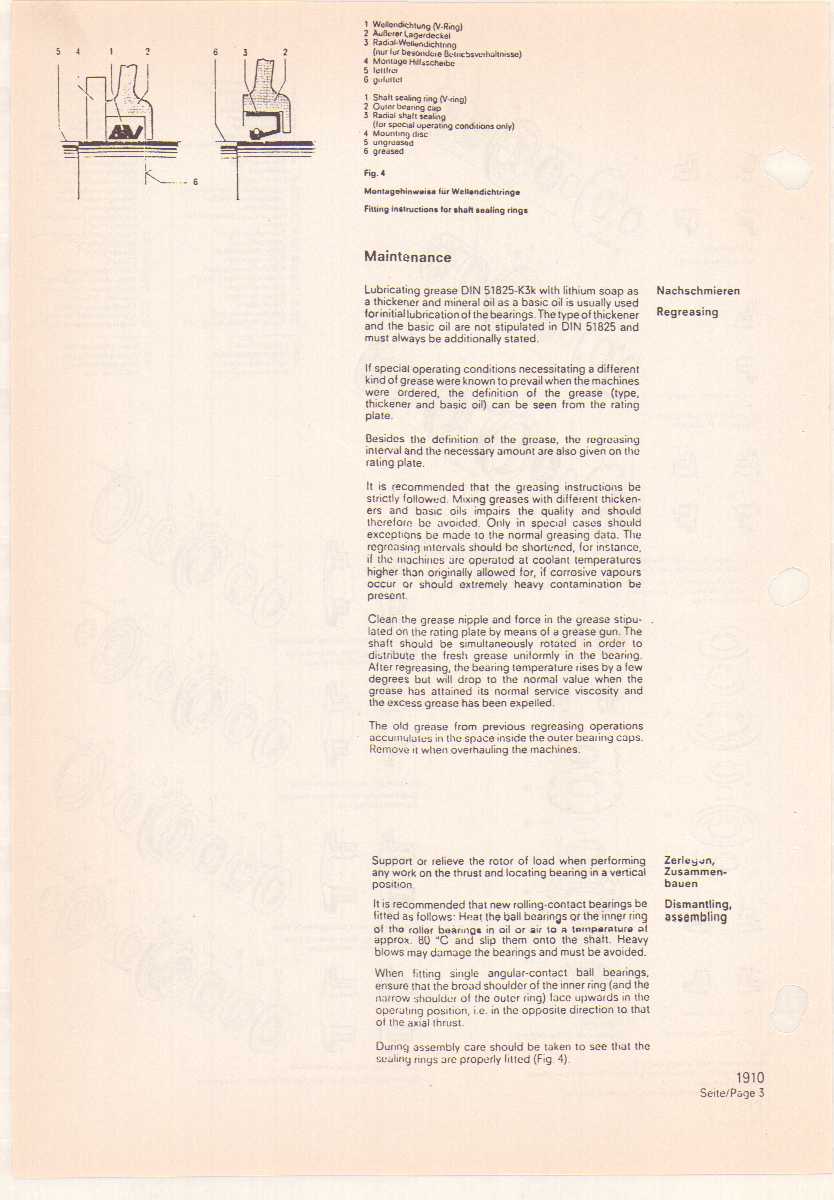 1 Wellendichtung (V-Ring)
2 Äußerer Lagerdeckel
3 Radial-Wellendichtring
(nur für besondere Betriebsverhältnisse)
4 Montage Hilfsscheibe
5 fettfrei
6 gefettet
5 4 1 2
6 3 2
6
1 Shaft sealing ring (V-ring)
2 Outer bearing cap
3 Radial shaft sealing
(for special operating conditions only)
4 Mounting disc
5 ungreased
6 greased
Fig. 4
Montagehinweise für Wellendichtringe
Fitting instructions for shaft sealing rings
Maintenance
Nachschmieren
Regreasing
Lubricating grease DIN 51825-K3k with lithium soap as
a thickener and mineral oil as a basic oil is usually used
for initial lubrication of the bearings. The type of thickener
and the basic oil are not stipulated in DIN 51825 and
must always be additionally stated.
If special operating conditions necessitating a different
kind of grease were known to prevail when the machines
were ordered, the definition of the grease (type,
thickener and basic oil) can be seen from the rating
plate.
Besides the definition of the grease, the regreasing
interval and the necessary amount are also given on the
rating plate.
It is recommended that the greasing instructions be
strictly followed. Mixing greases with different thicken-
ers and basic oils impairs the quality and should
therefore be avoided. Only in special cases should
exceptions be made to the normal greasing data. The
regreasing intervals should be shortened, for instance,
if the machines are operated at coolant temperatures
higher than originally allowed for, if corrosive vapours
occur or should extremely heavy contamination be
present.
Clean the grease nipple and force in the grease stipu-
lated on the rating plate by means of a grease gun. The
shaft should be simultaneously rotated in order to
distribute the fresh grease uniformly in the bearing.
After regreasing, the bearing temperature rises by a few
degrees but will drop to the normal value when the
grease has attained its normal service viscosity and
the excess grease has been expelled.
The old grease from previous regreasing operations
accumulates in the space inside the outer bearing caps.
Remove it when overhauling the machines.
Zerlegen,
Zusammen-
bauen
Dismantling,
assembling
Support or relieve the rotor of load when performing
any work on the thrust and locating bearing in a vertical
position.
It is recommended that new rolling-contact bearings be
fitted as follows: Heat the ball bearings or the inner ring
of the roller bearings in oil or air to a temperature of
approx. 80 °C and slip them onto the shaft. Heavy
blows may damage the bearings and must be avoided.
When fitting single angular-contact ball bearings,
ensure that the broad shoulder of the inner ring (and the
narrow shoulder of the outer ring) face upwards in the
operating position, i.e. in the opposite direction to that
of the axial thrust.
During assembly care should be taken to see that the
sealing rings are properly fitted (Fig. 4).
1910
Seite/Page 3